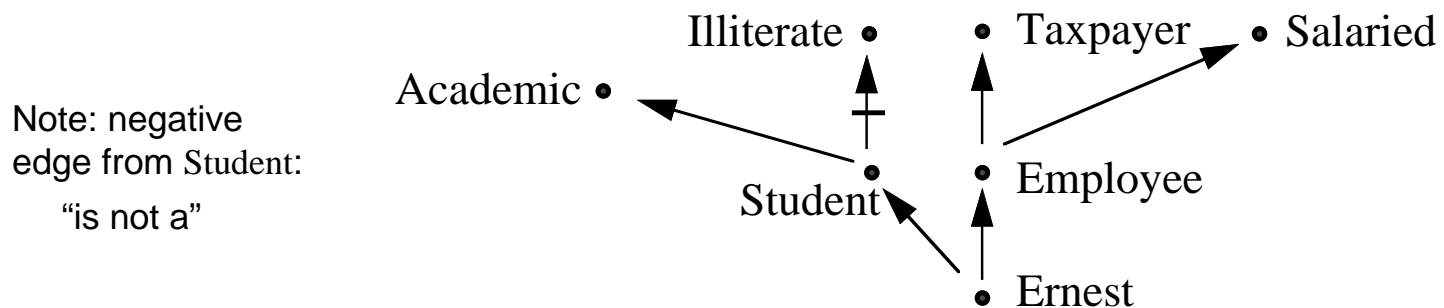 Illiterate
Taxpayer
Salaried
Academic
Note: negative
edge from Student:
“is not a”
Student
Employee
Ernest